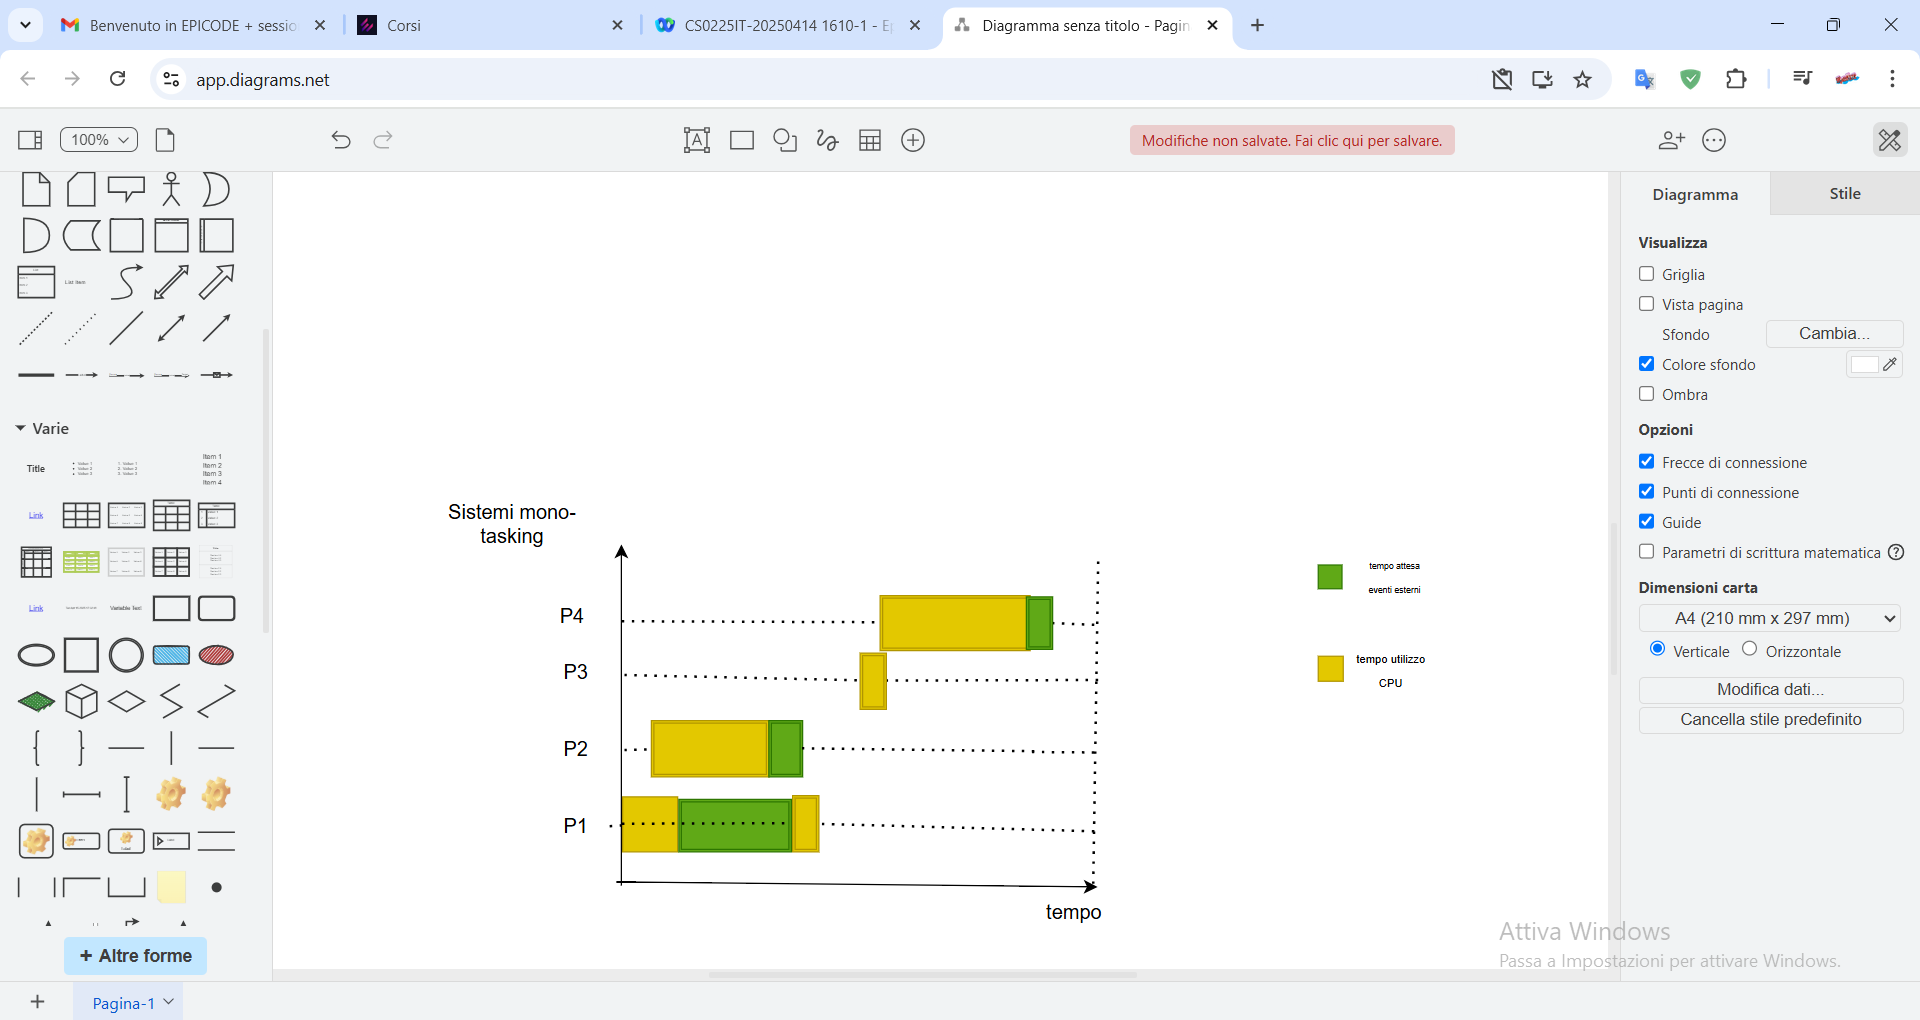 Benvenuto in EPICODE + sessio
Corsi
CS0225IT-20250414 1610-1 - E
Diagramma senza titolo - Pagin
app.diagrams.net
100%
Modifiche non salvate. Fai clic qui per salvare.
Diagramma
Stile
Visualizza
Griglia
Vista pagina
Sfondo
Cambia...
Colore sfondo
Ombra
Opzioni
Frecce di connessione
Punti di connessione
Guide
Parametri di scrittura matematica
Dimensioni carta
A4 (210 mm x 297 mm)
Verticale
Orizzontale
Modifica dati...
Cancella stile predefinito
List Item
Varie
Title
Item 1
Item 2
Item 3
Item 4
Link
Link
Variable Text
Altre forme
Pagina-1
Sistemi mono-
tasking
P4
P3
P2
P1
tempo
tempo attesa
eventi esterni
tempo utilizzo
CPU
Attiva Windows
Passa a Impostazioni per attivare Windows.